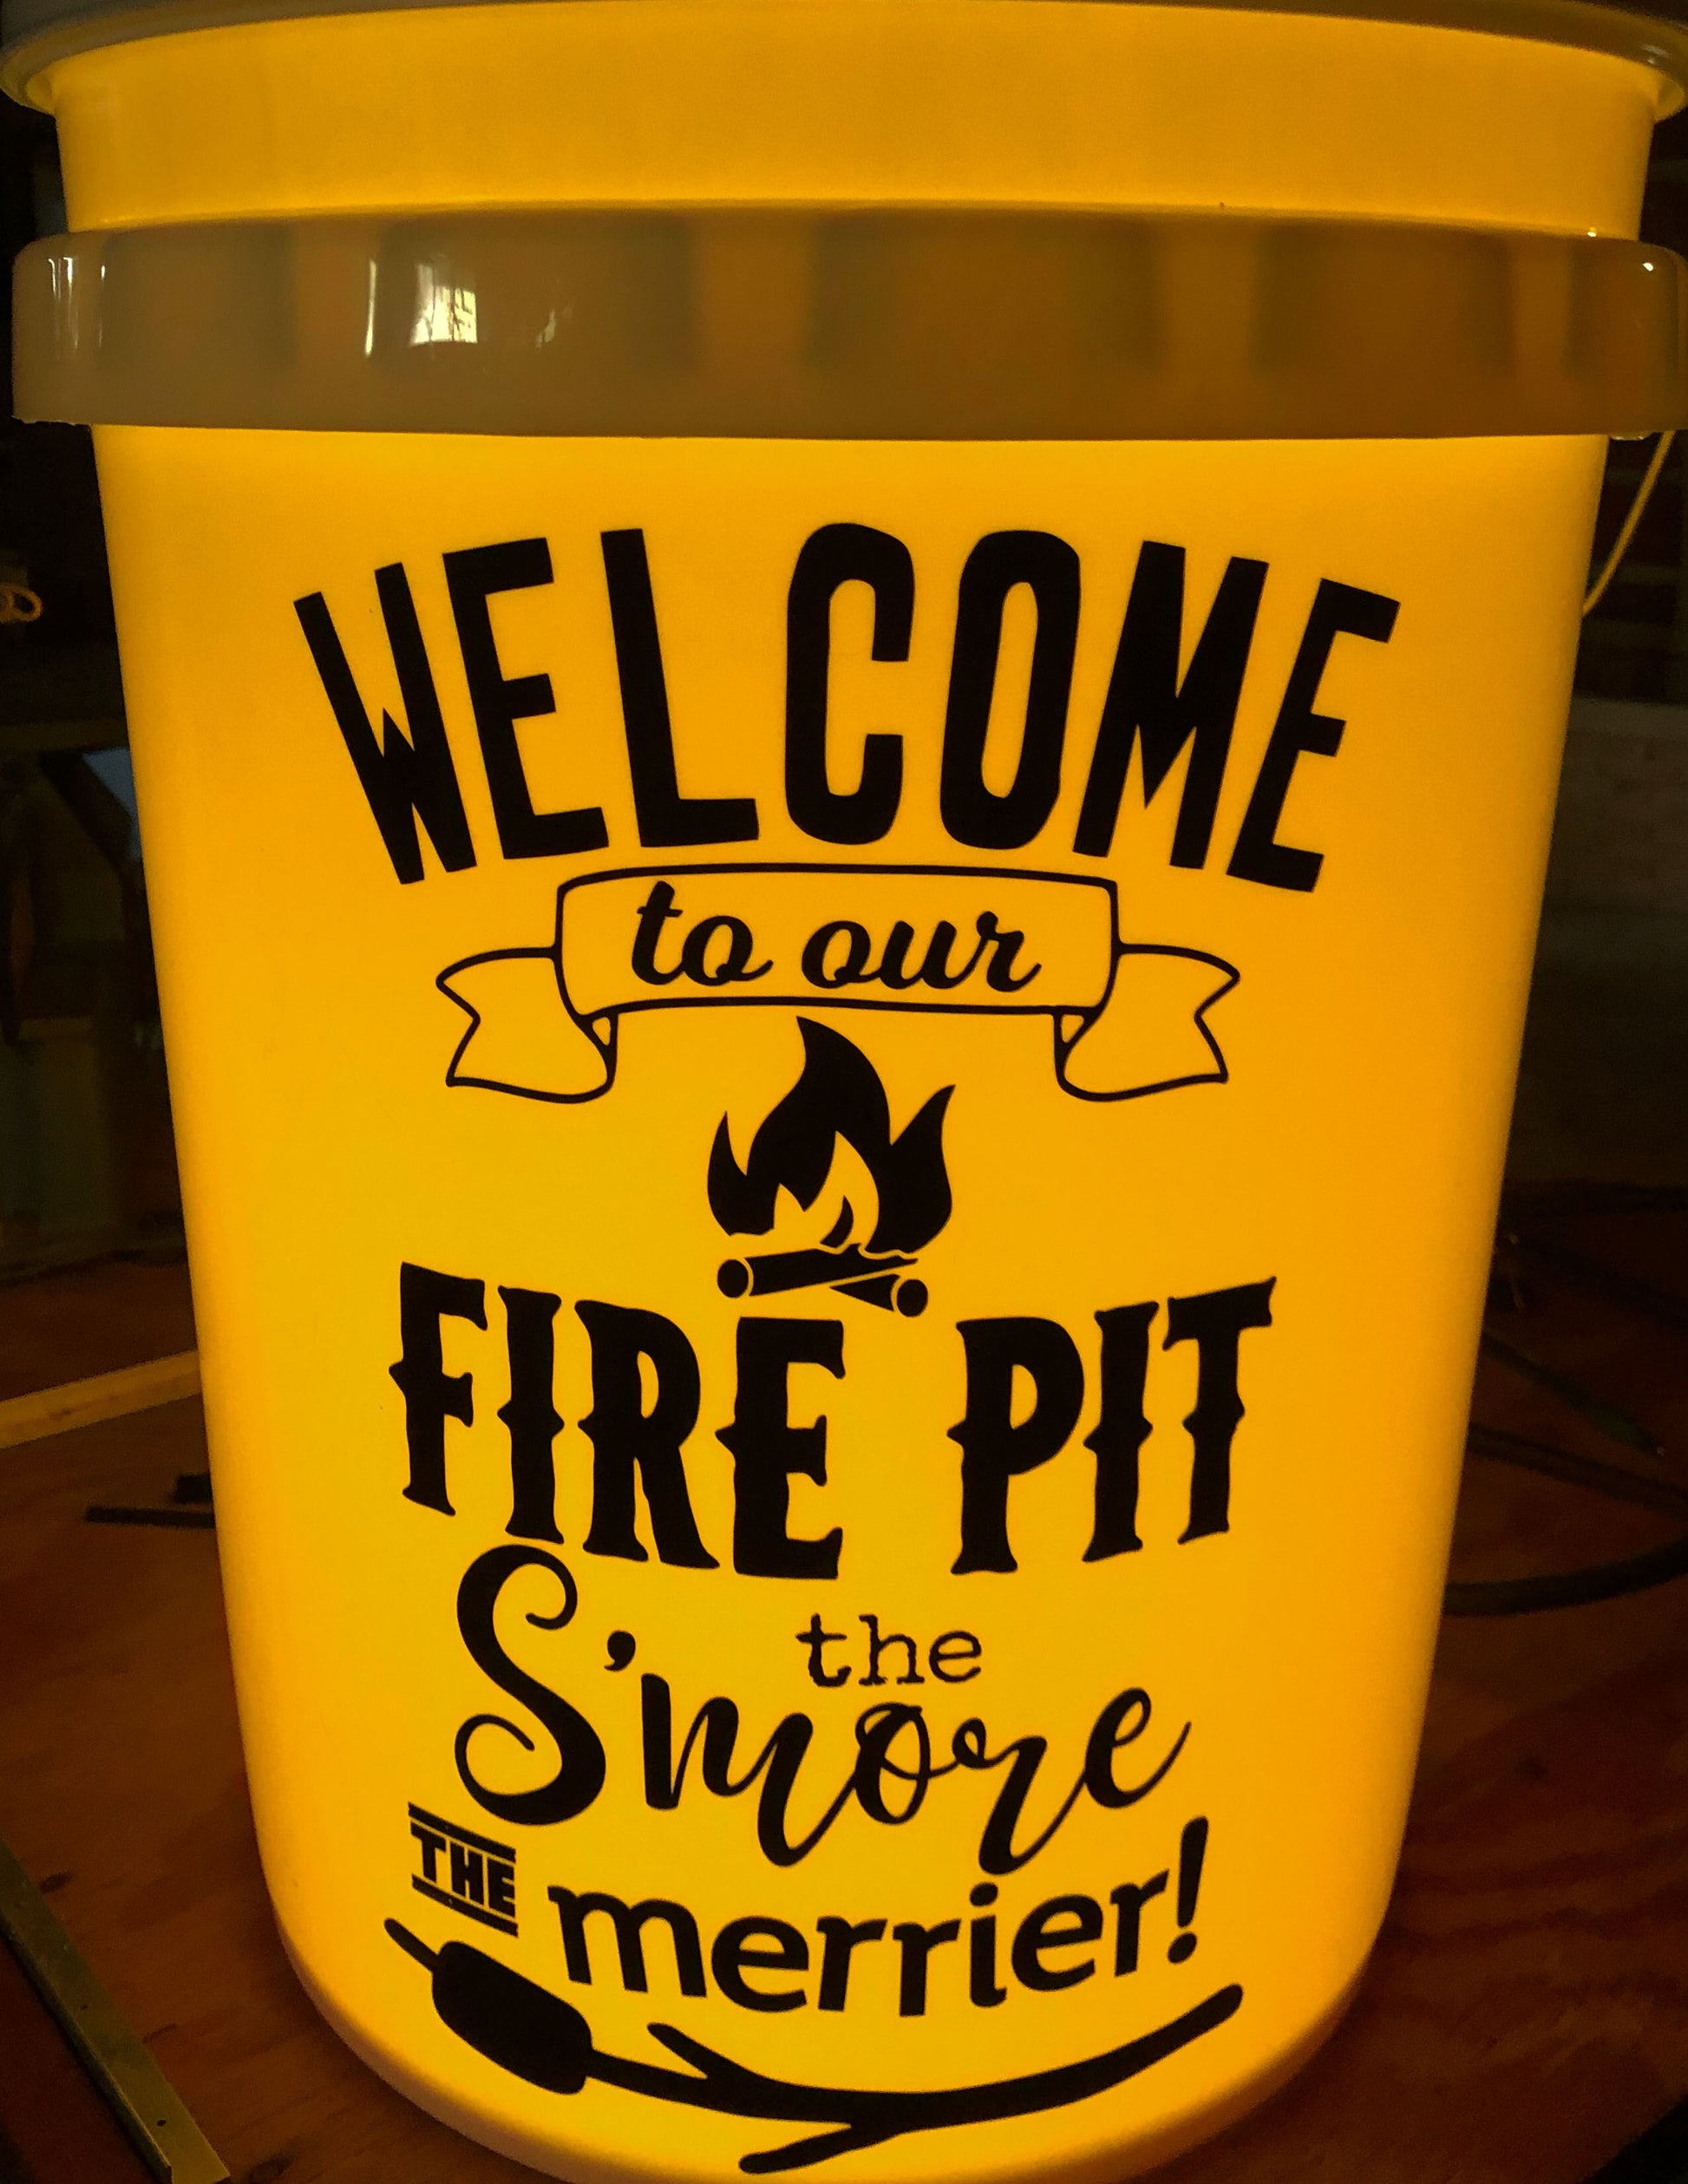 WELCOME
to our
FIRE PIT
the
S'more
THE merrier!